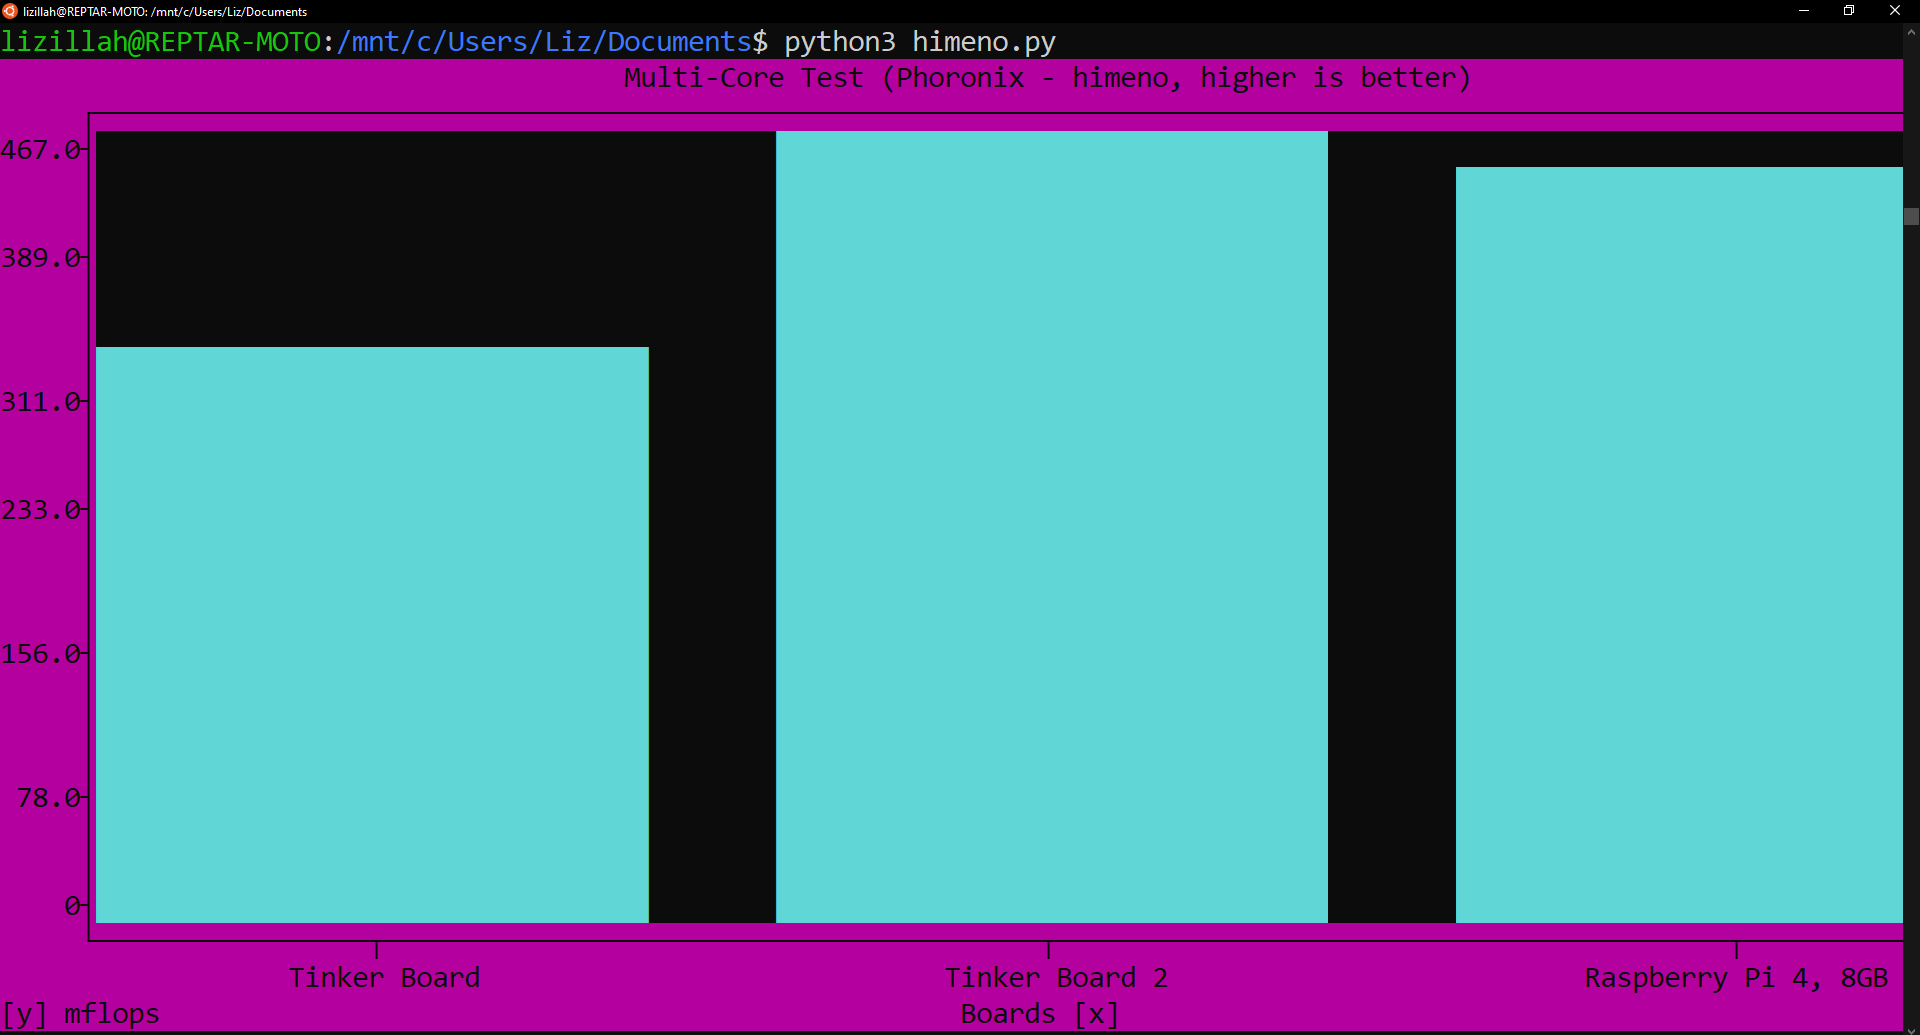 lizillah@REPTAR-MOTO: /mnt/c/Users/Liz/Documents
lizillah@REPTAR-MOTO:/mnt/c/Users/Liz/Documents$ python3 himeno.py
Multi-Core Test (Phoronix - himeno, higher is better)
467.0
389.0
311.0
233.0
156.0
78.0
0
Tinker Board Tinker Board 2 Raspberry Pi 4, 8GB
[y] mflops Boards [x]